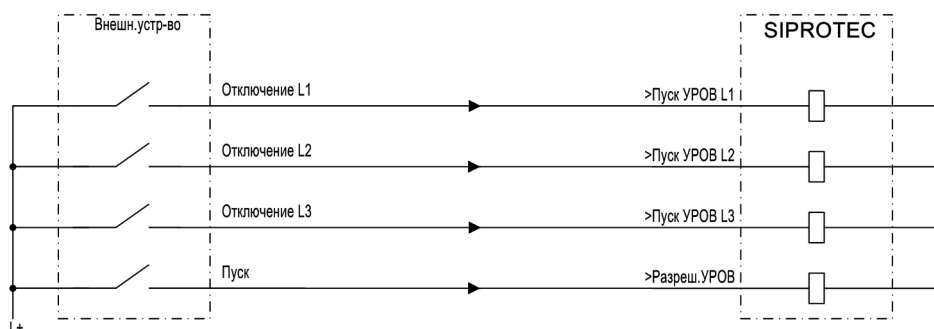 Внешн.устр-во
SIPROTEC
Отключение L1
>Пуск УРОВ L1
Отключение L2
>Пуск УРОВ L2
Отключение L3
>Пуск УРОВ L3
Пуск
>Разреш.УРОВ
L+